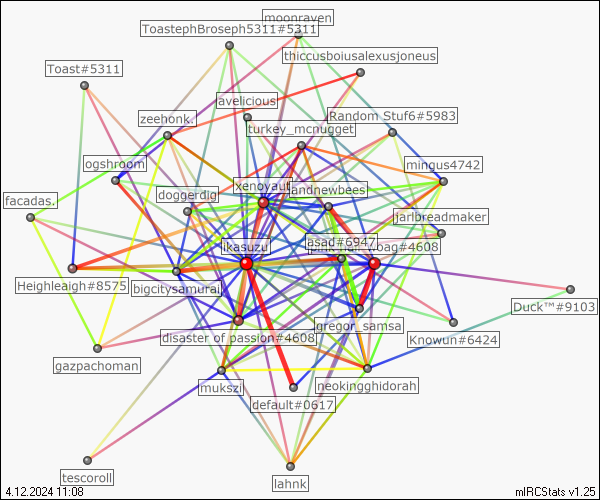 moonraven
ToastephBroseph5311#5311
thiccusboiusalexusjoneus
Toast#5311
avelicious
zeehonk.
Random Stuf6#5983
turkey_mcnugget
ogshroom
mingus4742
xenoyaut
andnewbees
doggerdig
facadas.
jarlbreadmaker
ikasuzu
asad#6947
oag#4608
Heighleaigh#8575
bigcitysamurai
Duck™#9103
gregor_samsa
disaster of passion#4608
Knowun#6424
gazpachoman
mukszi
neokingghidorah
default#0617
tescoroll
lahnk
4.12.2024 11:08
mIRCStats v1.25